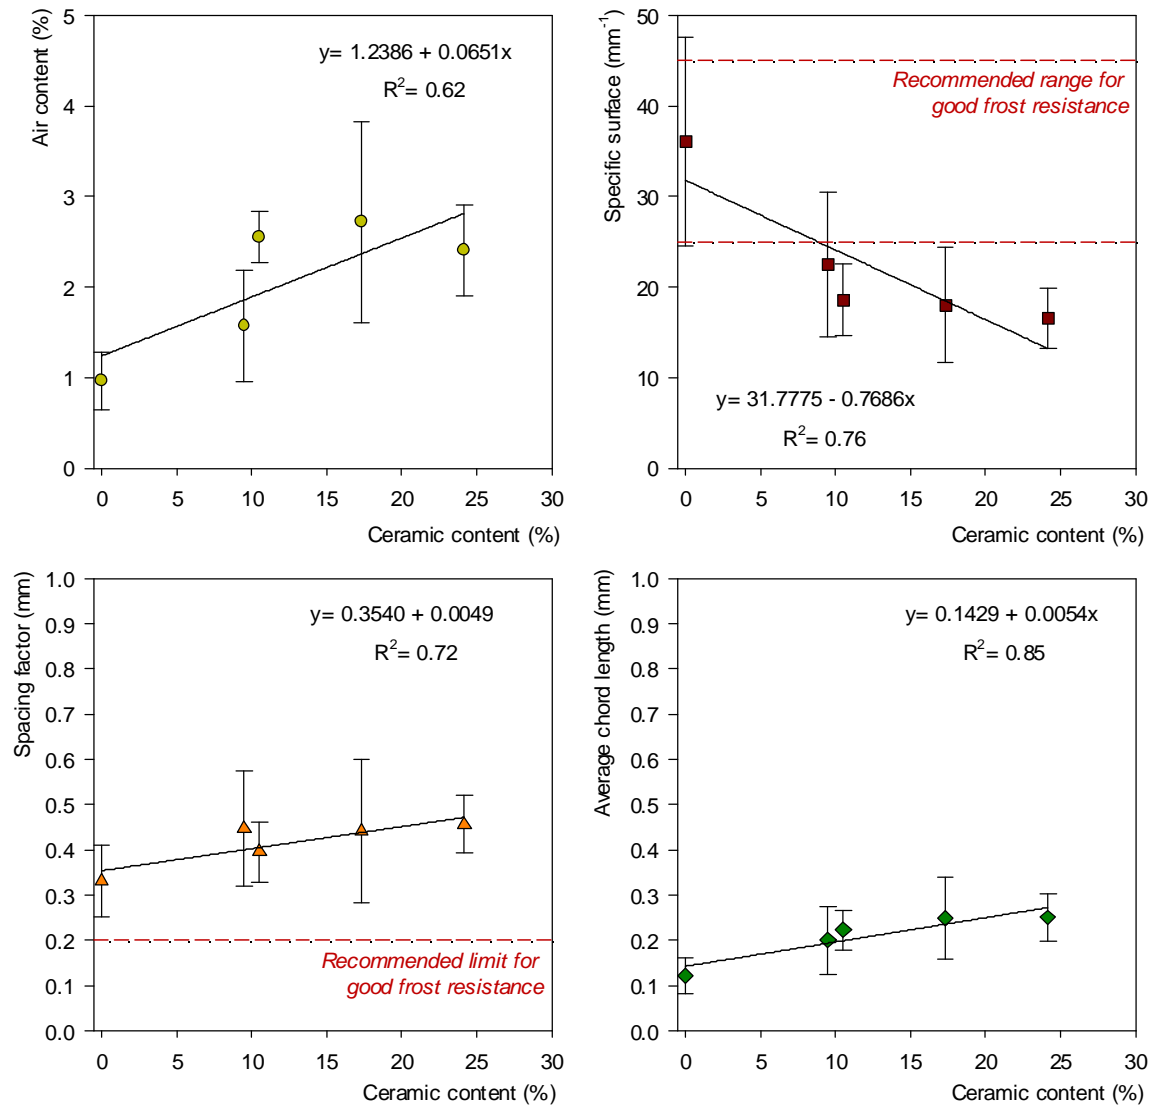 Air content (%)
5
4
3
2
1
0
y= 1.2386 + 0.0651x
R²= 0.62
0 5 10 15 20 25 30
Ceramic content (%)
Specific surface (mm⁻¹)
50
40
30
20
10
0
Recommended range for
good frost resistance
y= 31.7775 - 0.7686x
R²= 0.76
0 5 10 15 20 25 30
Ceramic content (%)
Spacing factor (mm)
1.0
0.9
0.8
0.7
0.6
0.5
0.4
0.3
0.2
0.1
0.0
y= 0.3540 + 0.0049
R²= 0.72
Recommended limit for
good frost resistance
0 5 10 15 20 25 30
Ceramic content (%)
Average chord length (mm)
1.0
0.9
0.8
0.7
0.6
0.5
0.4
0.3
0.2
0.1
0.0
y= 0.1429 + 0.0054x
R²= 0.85
0 5 10 15 20 25 30
Ceramic content (%)